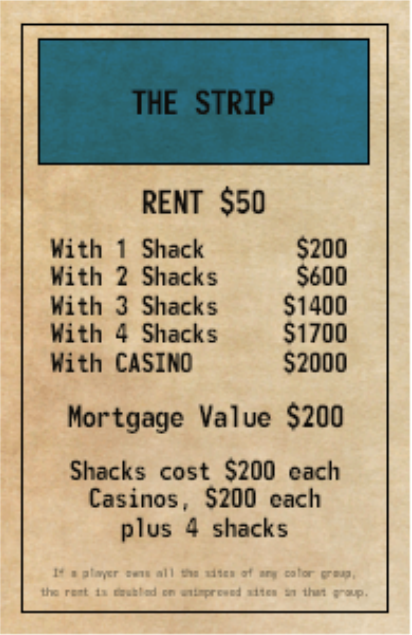 THE STRIP
RENT $50
With 1 Shack $200
With 2 Shacks $600
With 3 Shacks $1400
With 4 Shacks $1700
With CASINO $2000
Mortgage Value $200
Shacks cost $200 each
Casinos, $200 each
plus 4 shacks
If a player owns all the sites of any color group,
the rent is doubled on unimproved sites in that group.